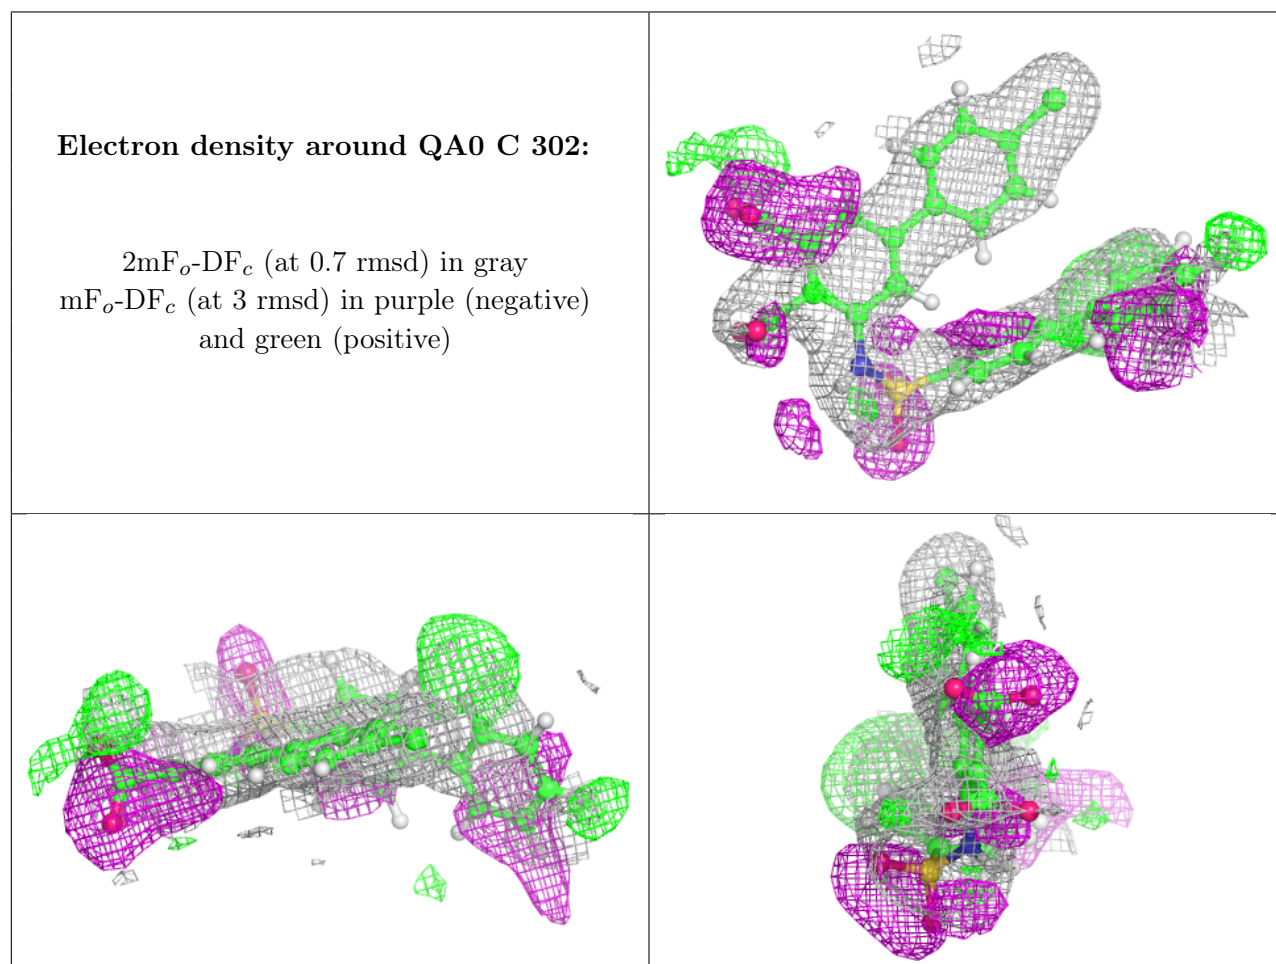 Electron density around QA0 C 302:
2mFo-DFc (at 0.7 rmsd) in gray
mFo-DFc (at 3 rmsd) in purple (negative)
and green (positive)